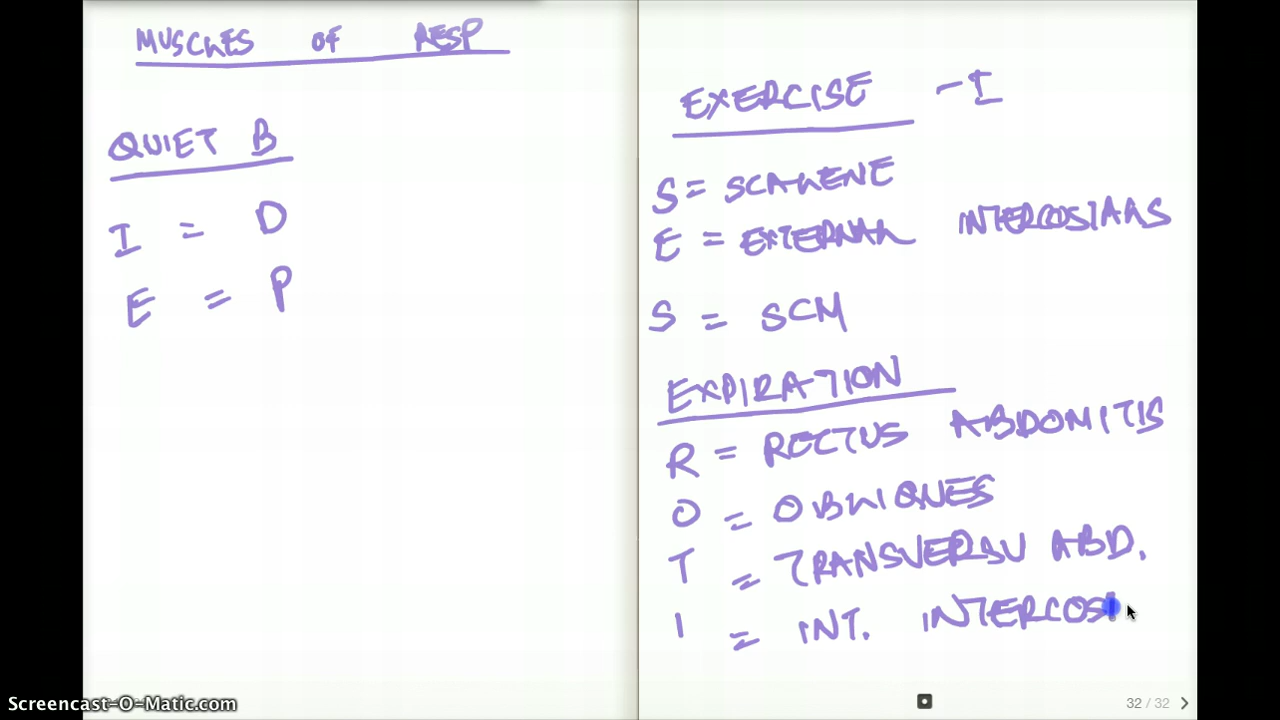 MUSCLES OF RESP
QUIET B
I = D
E = P
EXERCISE - I
S = SCALENE
E = EXTERNAL INTERCOSTALS
S = SCM
EXPIRATION
R = RECTUS ABDOMITIS
O = OBLIQUES
T = TRANSVERSU ABD.
I = INT. INTERCOS
Screencast-O-Matic.com
32 / 32